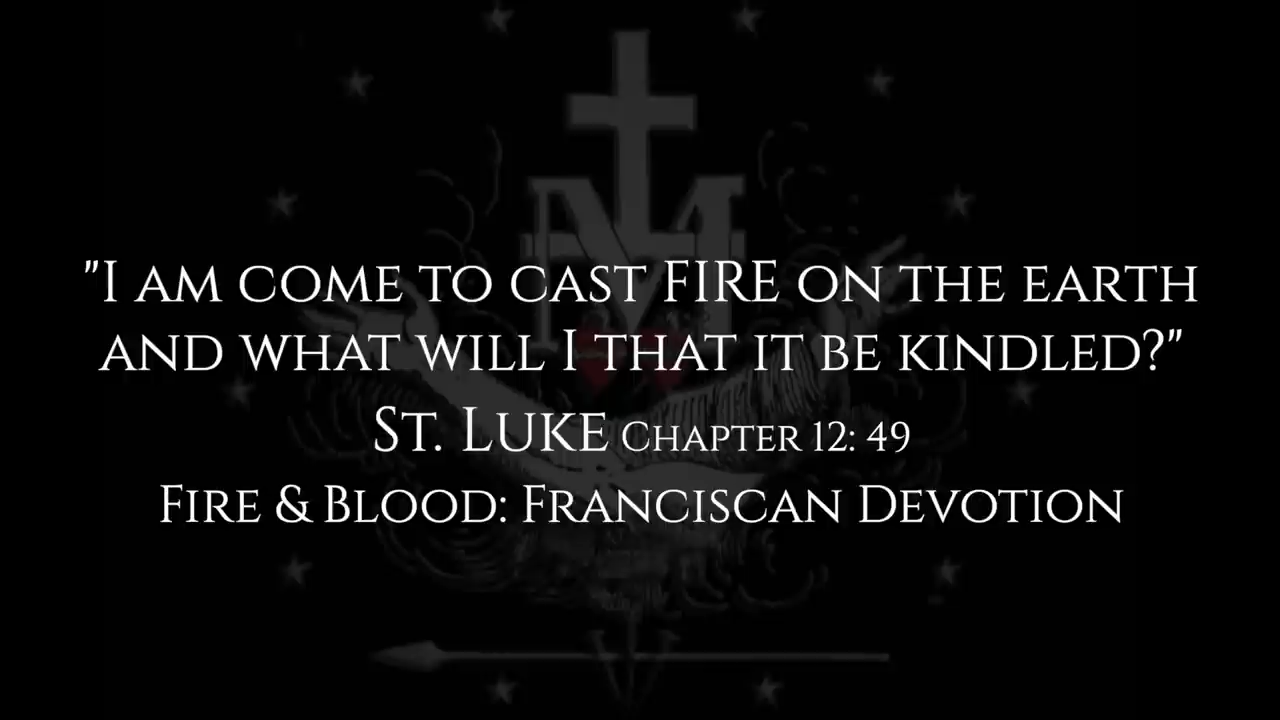 "I am come to cast FIRE on the earth
and what will I that it be kindled?"
St. Luke Chapter 12: 49
Fire & Blood: Franciscan Devotion